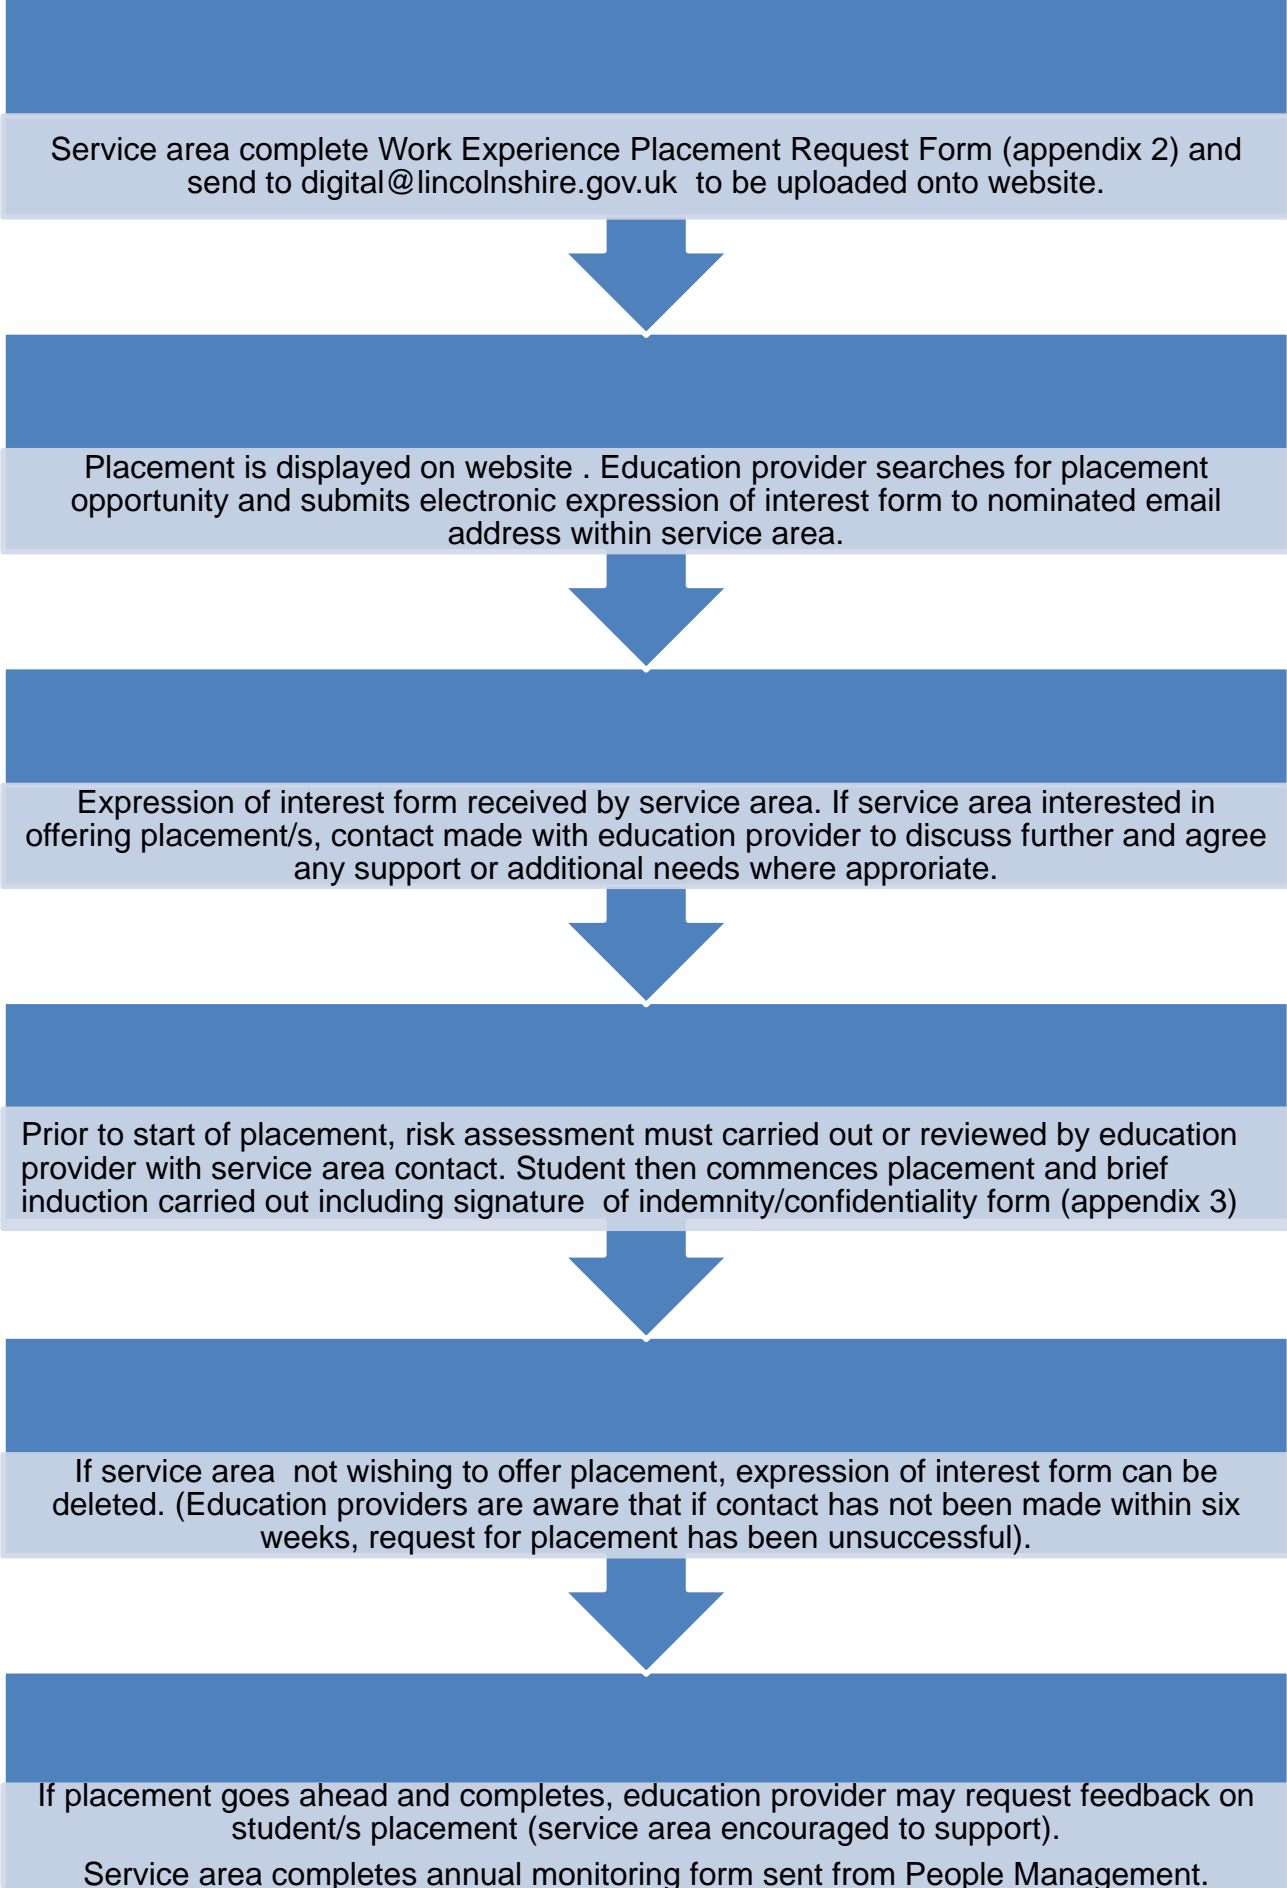 Service area complete Work Experience Placement Request Form (appendix 2) and
send to digital@lincolnshire.gov.uk  to be uploaded onto website.
Placement is displayed on website . Education provider searches for placement
opportunity and submits electronic expression of interest form to nominated email
address within service area.
Expression of interest form received by service area. If service area interested in
offering placement/s, contact made with education provider to discuss further and agree
any support or additional needs where approriate.
Prior to start of placement, risk assessment must carried out or reviewed by education
provider with service area contact. Student then commences placement and brief
induction carried out including signature  of indemnity/confidentiality form (appendix 3)
If service area  not wishing to offer placement, expression of interest form can be
deleted. (Education providers are aware that if contact has not been made within six
weeks, request for placement has been unsuccessful).
If placement goes ahead and completes, education provider may request feedback on
student/s placement (service area encouraged to support).
Service area completes annual monitoring form sent from People Management.